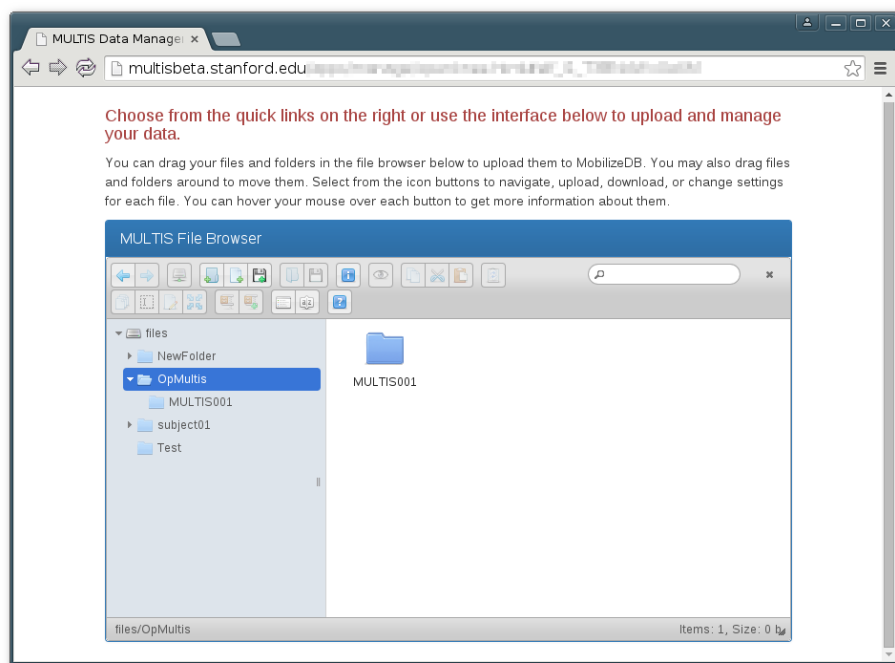 MULTIS Data Manage
multisbeta.stanford.edu
Choose from the quick links on the right or use the interface below to upload and manage
your data.
You can drag your files and folders in the file browser below to upload them to MobilizeDB. You may also drag files
and folders around to move them. Select from the icon buttons to navigate, upload, download, or change settings
for each file. You can hover your mouse over each button to get more information about them.
MULTIS File Browser
files
NewFolder
OpMultis
MULTIS001
subject01
Test
MULTIS001
files/OpMultis
Items: 1, Size: 0 b